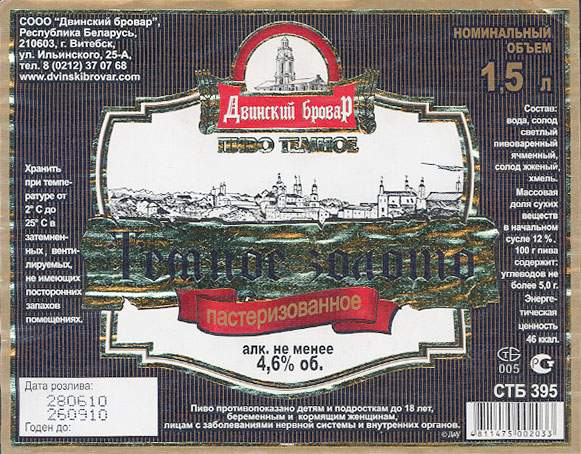 СООО "Двинский бровар",
Республика Беларусь,
210603, г. Витебск,
ул. Ильинского, 25-А,
тел. 8 (0212) 37 07 68
www.dvinskibrovar.com
ДВИНСКИЙ БРОВАР
ПИВО ТЕМНОЕ
НОМИНАЛЬНЫЙ
ОБЪЕМ
1,5 л
Хранить
при темпе-
ратуре от
2° С до
25° С в
затемнен-
ных, венти-
лируемых,
не имеющих
посторонних
запахов
помещениях.
Темное золото
пастеризованное
алк. не менее
4,6% об.
Состав:
вода, солод
светлый
пивоваренный
ячменный,
солод жженый,
хмель.
Массовая
доля сухих
веществ
в начальном
сусле 12 %.
100 г пива
содержит:
углеводов не
более 5,0 г.
Энерге-
тическая
ценность
46 ккал.
005
СТБ 395
Дата розлива:
280610
260910
Годен до:
Пиво противопоказано детям и подросткам до 18 лет,
беременным и кормящим женщинам,
лицам с заболеваниями нервной системы и внутренних органов.
© ДиУ
4 811475 002033